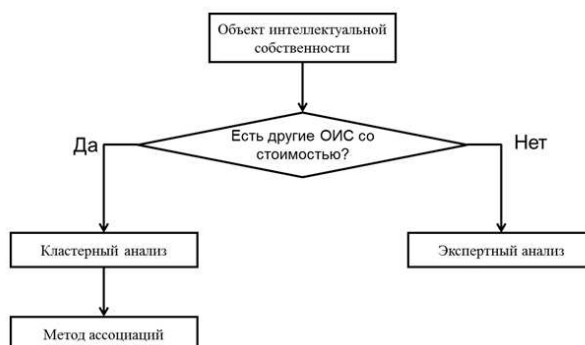 Объект интеллектуальной
собственности
Есть другие ОИС со
стоимостью?
Да
Нет
Кластерный анализ
Экспертный анализ
Метод ассоциаций